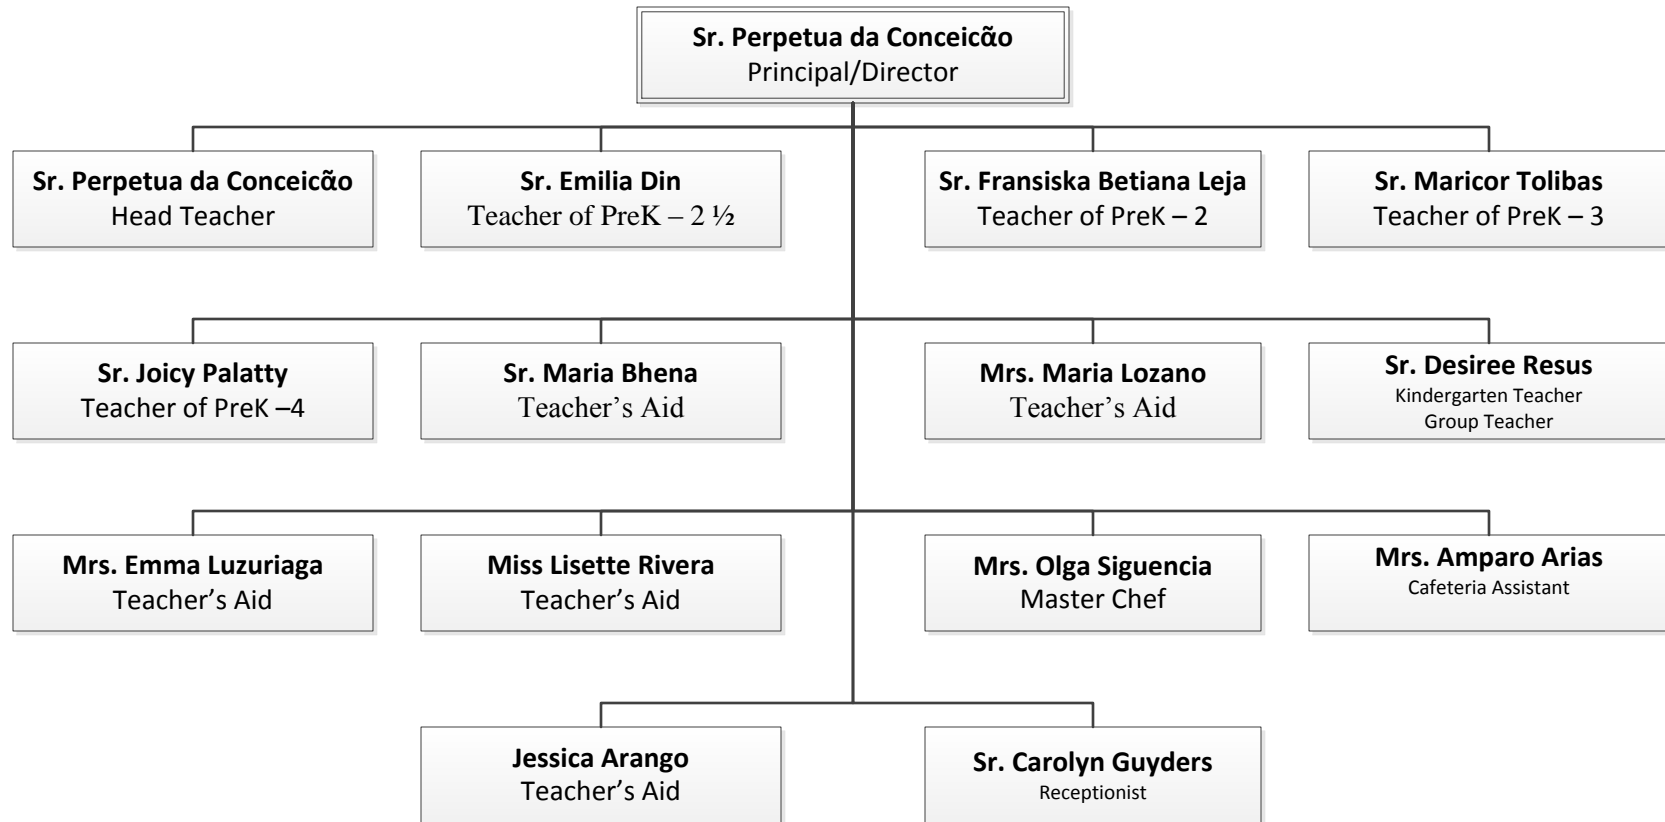 Sr. Perpetua da Conceicão
Principal/Director
Sr. Perpetua da Conceicão
Head Teacher
Sr. Emilia Din
Teacher of PreK – 2 ½
Sr. Fransiska Betiana Leja
Teacher of PreK – 2
Sr. Maricor Tolibas
Teacher of PreK – 3
Sr. Joicy Palatty
Teacher of PreK –4
Sr. Maria Bhena
Teacher’s Aid
Mrs. Maria Lozano
Teacher’s Aid
Sr. Desiree Resus
Kindergarten Teacher
Group Teacher
Mrs. Emma Luzuriaga
Teacher’s Aid
Miss Lisette Rivera
Teacher’s Aid
Mrs. Olga Siguencia
Master Chef
Mrs. Amparo Arias
Cafeteria Assistant
Jessica Arango
Teacher’s Aid
Sr. Carolyn Guyders
Receptionist